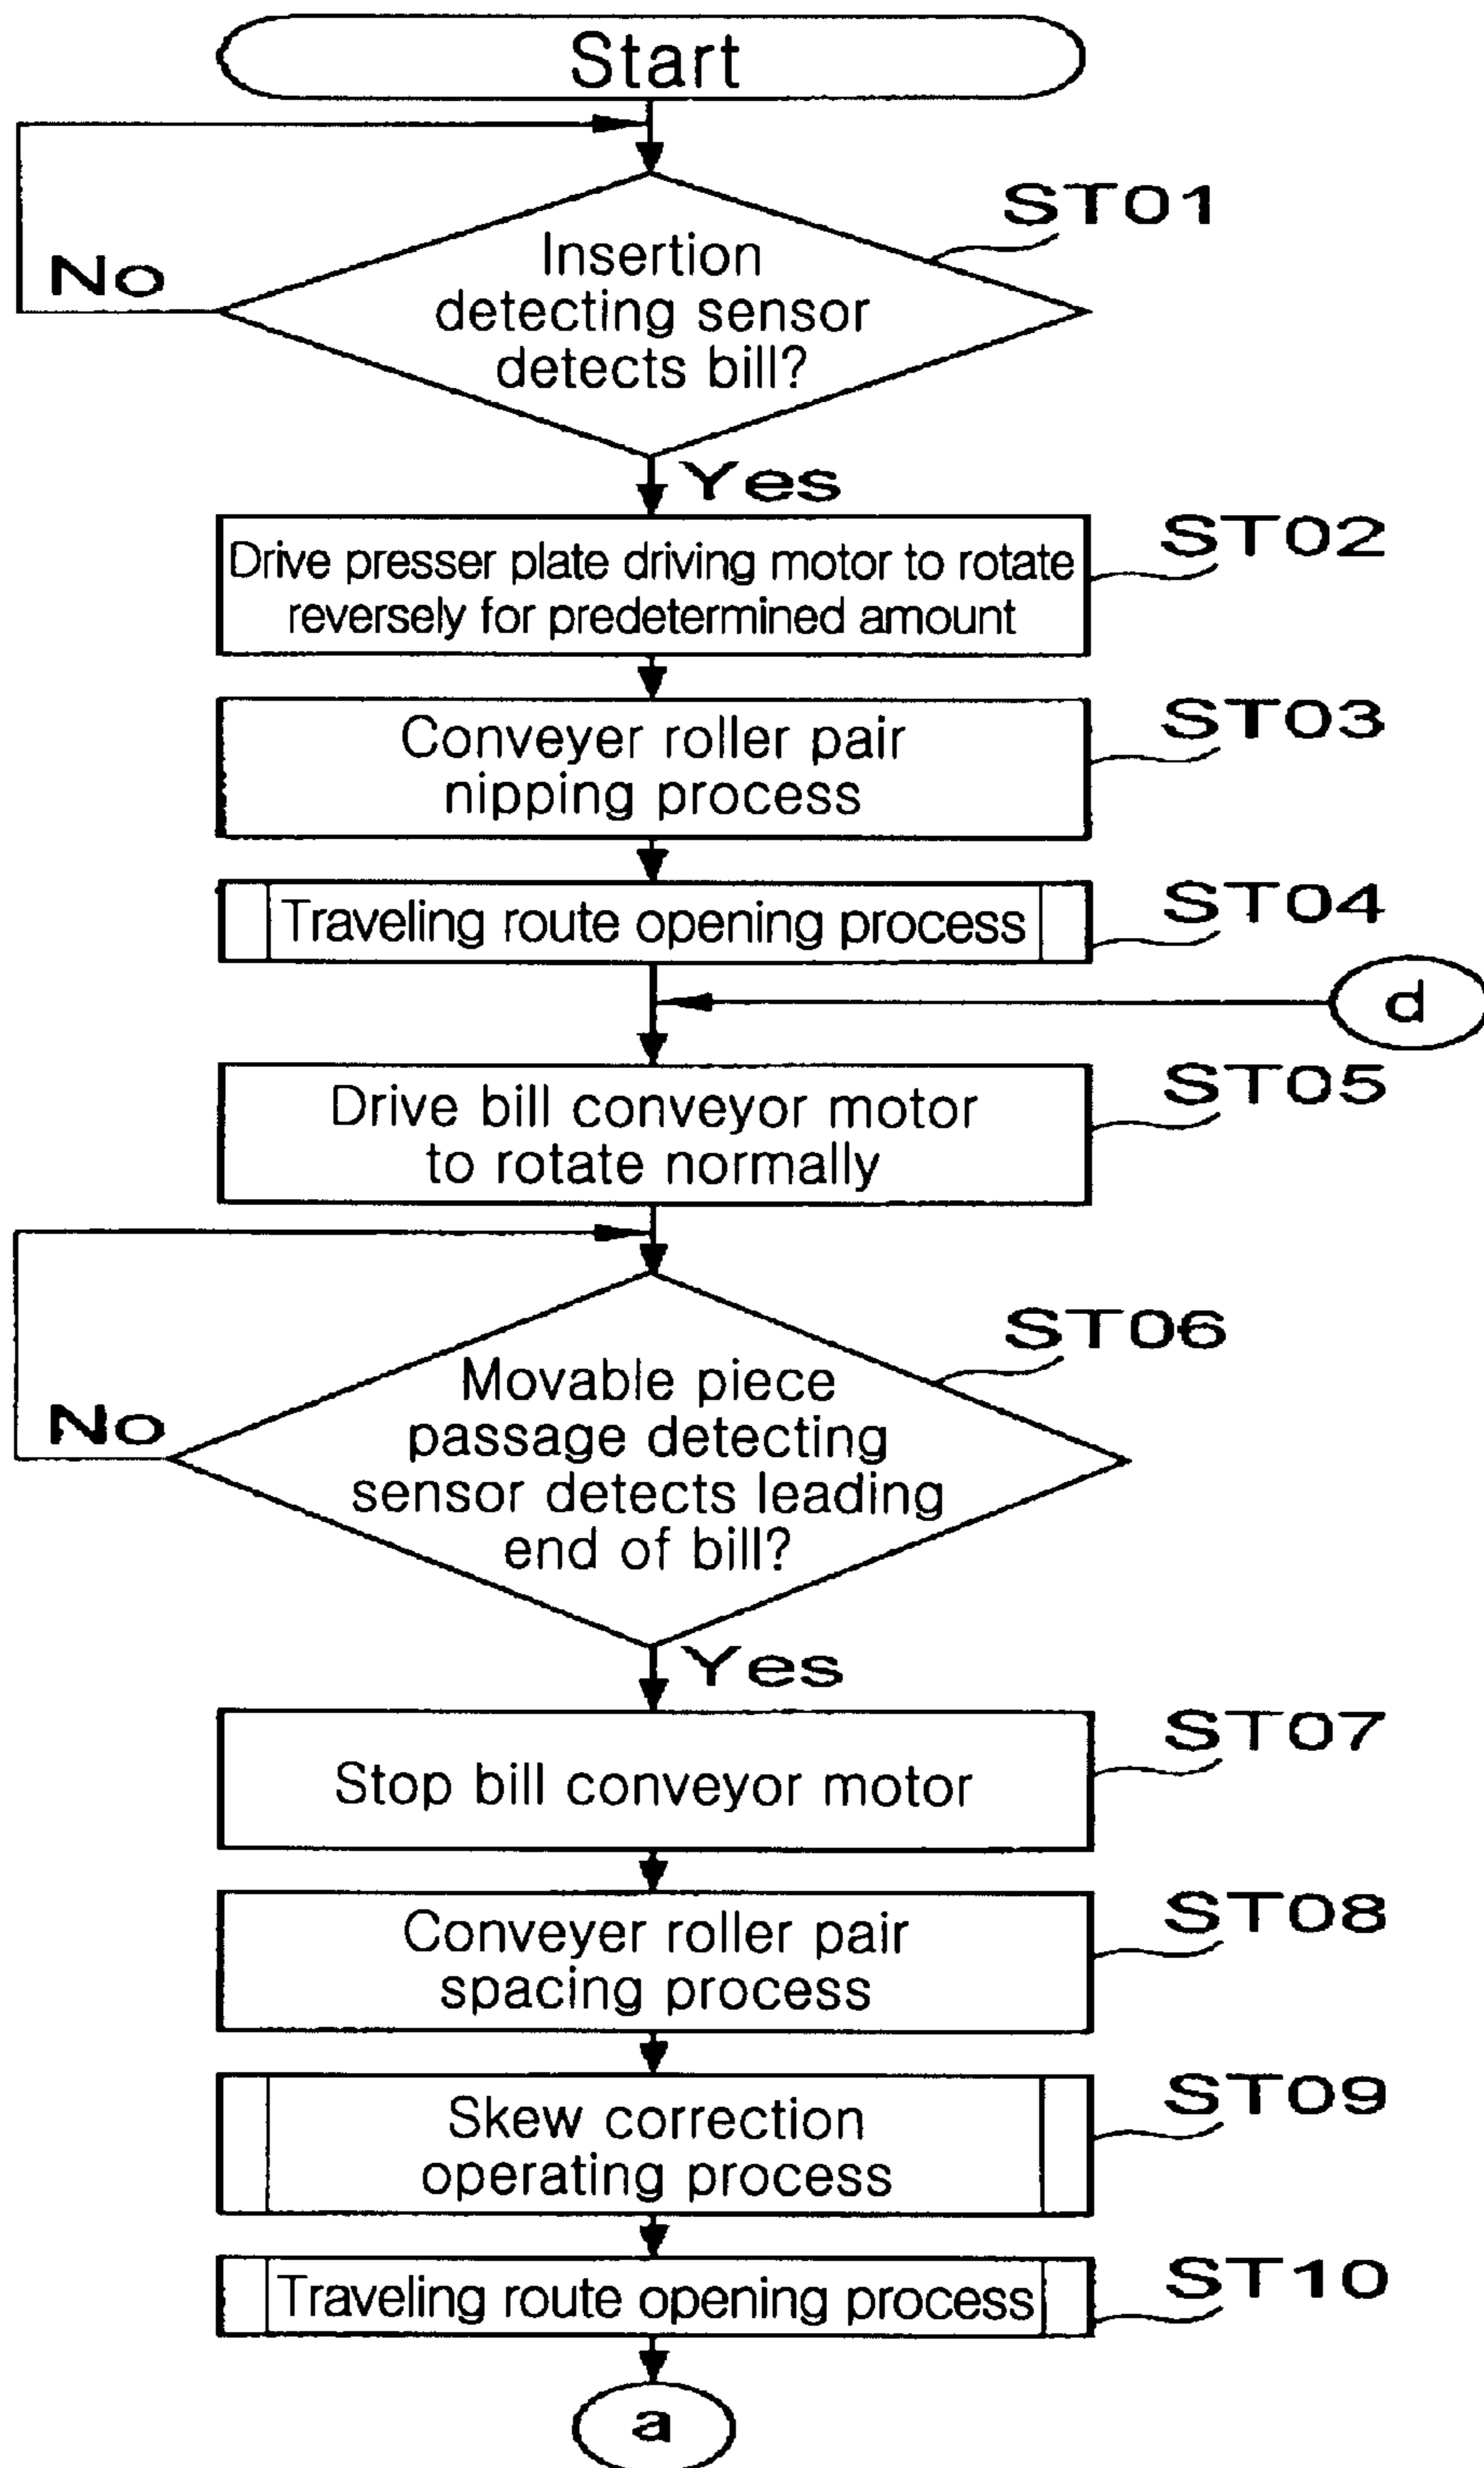 Start
ST01
Insertion
detecting sensor
detects bill?
No
Yes
ST02
Drive presser plate driving motor to rotate
reversely for predetermined amount
ST03
Conveyer roller pair
nipping process
ST04
Traveling route opening process
d
ST05
Drive bill conveyor motor
to rotate normally
ST06
Movable piece
passage detecting
sensor detects leading
end of bill?
No
Yes
ST07
Stop bill conveyor motor
ST08
Conveyer roller pair
spacing process
ST09
Skew correction
operating process
ST10
Traveling route opening process
a